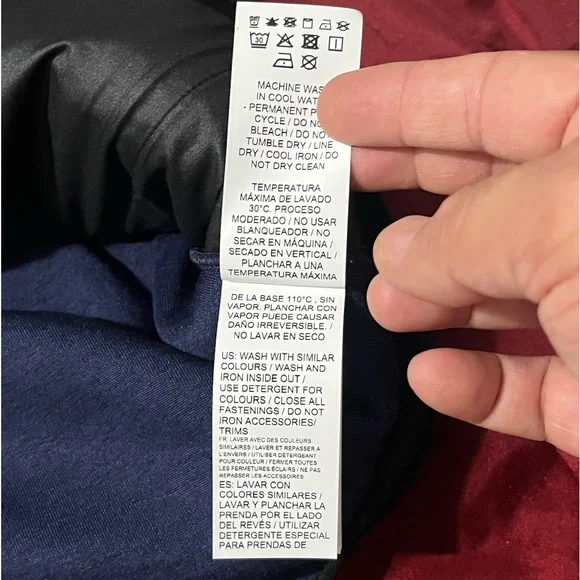 30
MACHINE WAS
IN COOL WAT
- PERMANENT P
CYCLE / DO NO
BLEACH / DO NO
TUMBLE DRY / LINE
DRY / COOL IRON / DO
NOT DRY CLEAN
TEMPERATURA
MÁXIMA DE LAVADO
30°C. PROCESO
MODERADO / NO USAR
BLANQUEADOR / NO
SECAR EN MÁQUINA /
SECADO EN VERTICAL /
PLANCHAR A UNA
TEMPERATURA MÁXIMA
DE LA BASE 110°C , SIN
VAPOR. PLANCHAR CON
VAPOR PUEDE CAUSAR
DAÑO IRREVERSIBLE. /
NO LAVAR EN SECO
US: WASH WITH SIMILAR
COLOURS / WASH AND
IRON INSIDE OUT /
USE DETERGENT FOR
COLOURS / CLOSE ALL
FASTENINGS / DO NOT
IRON ACCESSORIES/
TRIMS
FR: LAVER AVEC DES COULEURS
SIMILAIRES / LAVER ET REPASSER A
L'ENVERS / UTILISER DÉTERGENT
POUR COULEUR / FERMER TOUTES
LES FERMETURES ÉCLAIRS / NE PAS
REPASSER LES ACCESSOIRES
ES: LAVAR CON
COLORES SIMILARES /
LAVAR Y PLANCHAR LA
PRENDA POR EL LADO
DEL REVÉS / UTILIZAR
DETERGENTE ESPECIAL
PARA PRENDAS DE